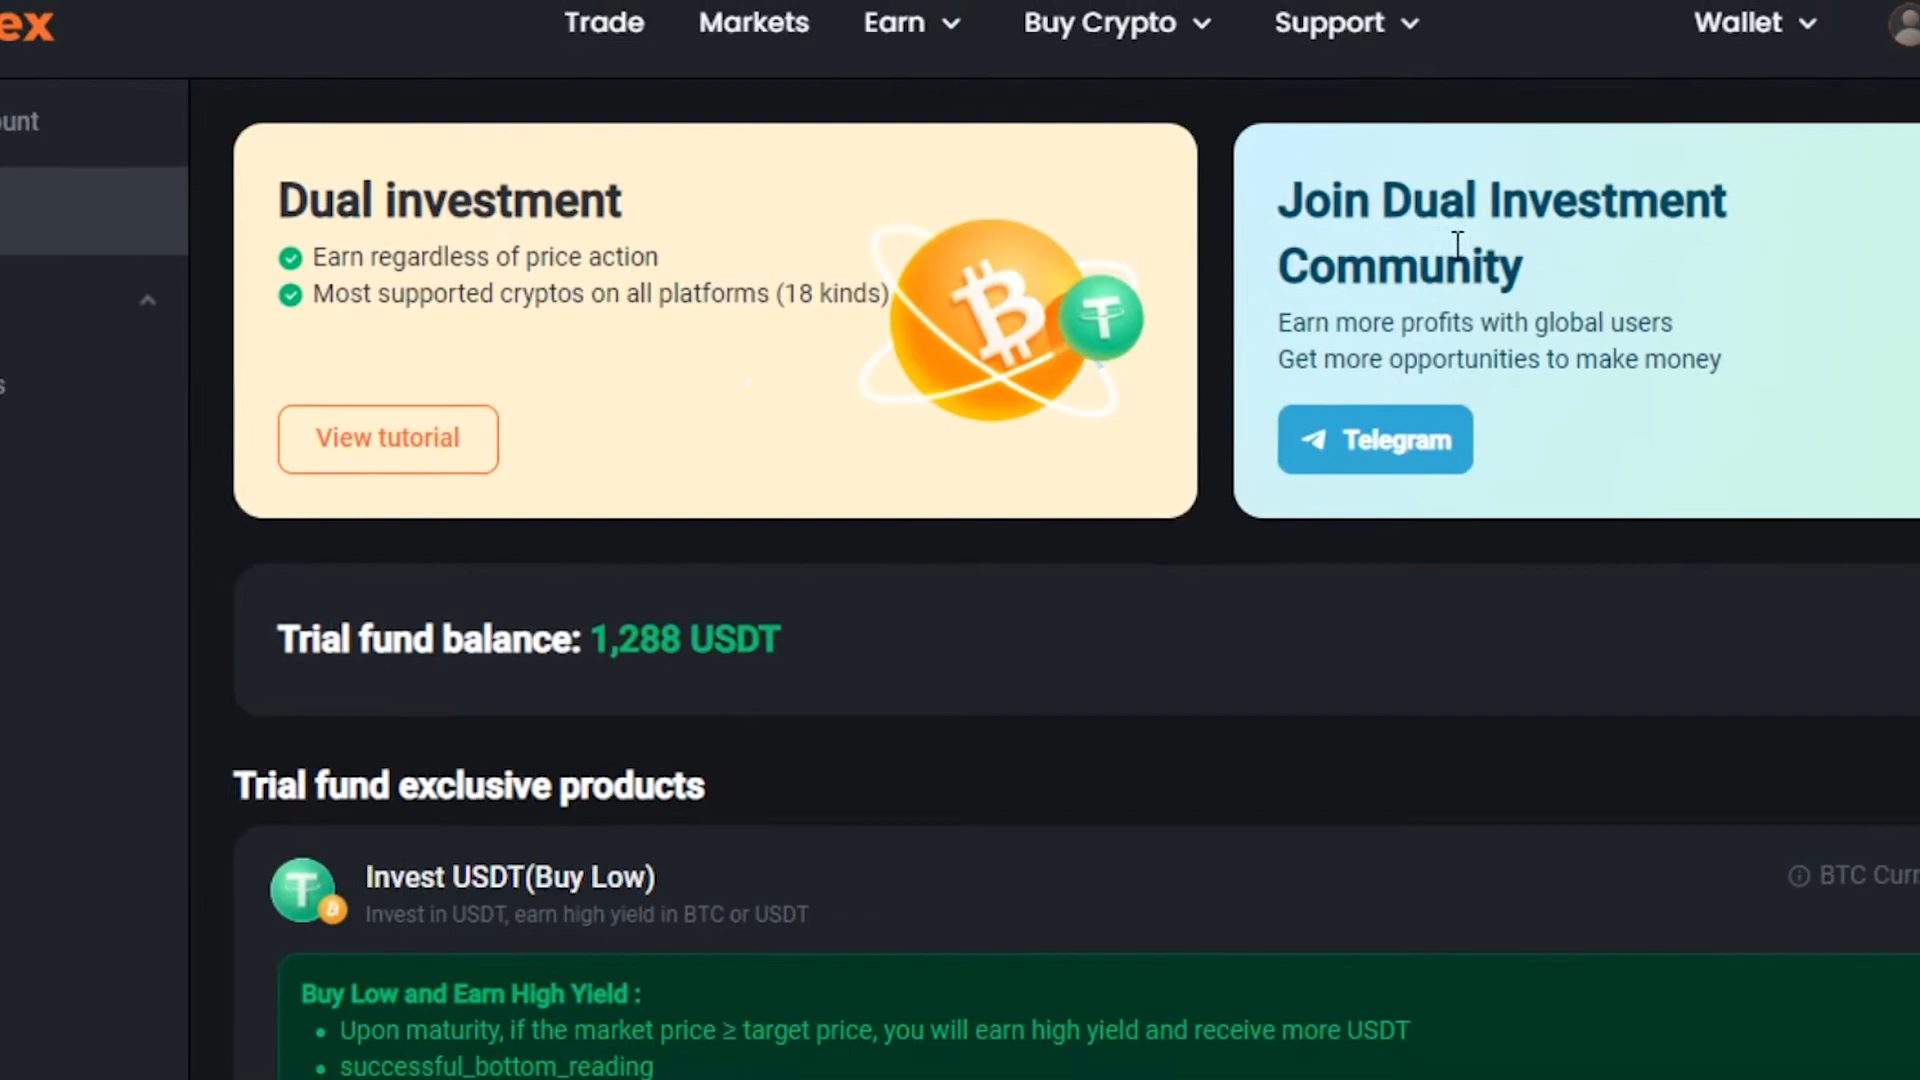 ex
Trade
Markets
Earn
Buy Crypto
Support
Wallet
ount
s
Dual investment
Earn regardless of price action
Most supported cryptos on all platforms (18 kinds)
View tutorial
Join Dual Investment
Community
Earn more profits with global users
Get more opportunities to make money
Telegram
Trial fund balance: 1,288 USDT
Trial fund exclusive products
Invest USDT(Buy Low)
Invest in USDT, earn high yield in BTC or USDT
BTC Curr
Buy Low and Earn High Yield :
• Upon maturity, if the market price ≥ target price, you will earn high yield and receive more USDT
• successful_bottom_reading